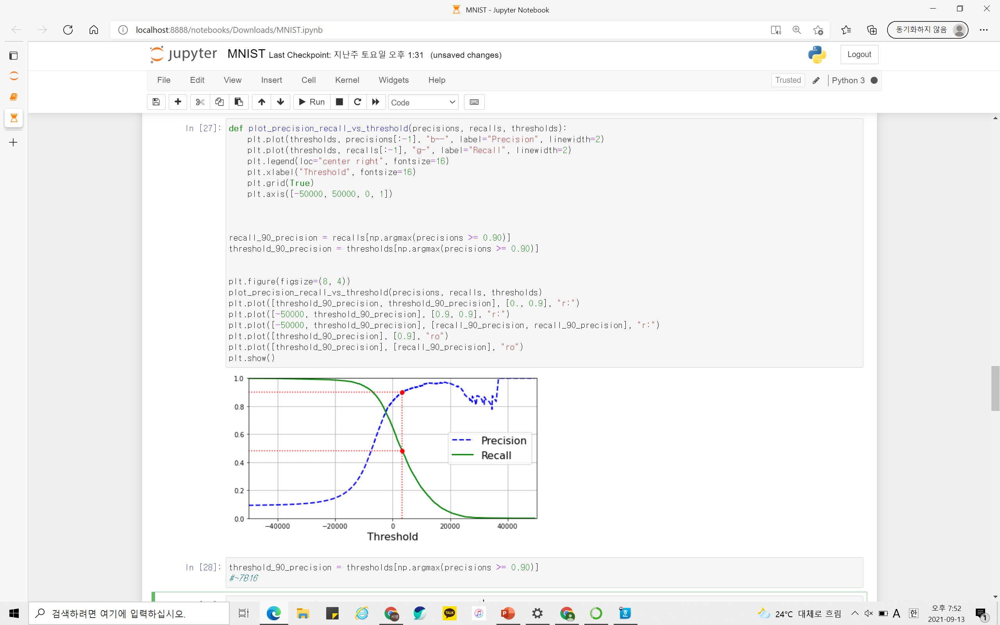 MNIST - Jupyter Notebook
localhost:8888/notebooks/Downloads/MNIST.ipynb
동기화하지 않음
jupyter MNIST Last Checkpoint: 지난주 토요일 오후 1:31 (unsaved changes)
Logout
File Edit View Insert Cell Kernel Widgets Help
Trusted
Python 3
Run
Code
In [27]:
def plot_precision_recall_vs_threshold(precisions, recalls, thresholds):
    plt.plot(thresholds, precisions[:-1], "b--", label="Precision", linewidth=2)
    plt.plot(thresholds, recalls[:-1], "g-", label="Recall", linewidth=2)
    plt.legend(loc="center right", fontsize=16)
    plt.xlabel("Threshold", fontsize=16)
    plt.grid(True)
    plt.axis([-50000, 50000, 0, 1])
recall_90_precision = recalls[np.argmax(precisions >= 0.90)]
threshold_90_precision = thresholds[np.argmax(precisions >= 0.90)]
plt.figure(figsize=(8, 4))
plot_precision_recall_vs_threshold(precisions, recalls, thresholds)
plt.plot([threshold_90_precision, threshold_90_precision], [0., 0.9], "r:")
plt.plot([-50000, threshold_90_precision], [0.9, 0.9], "r:")
plt.plot([-50000, threshold_90_precision], [recall_90_precision, recall_90_precision], "r:")
plt.plot([threshold_90_precision], [0.9], "ro")
plt.plot([threshold_90_precision], [recall_90_precision], "ro")
plt.show()
1.0
0.8
0.6
0.4
0.2
0.0
Precision
Recall
−40000 −20000 0 20000 40000
Threshold
In [28]:
threshold_90_precision = thresholds[np.argmax(precisions >= 0.90)]
#~7816
검색하려면 여기에 입력하십시오.
서영
TALK
P
24°C 대체로 흐림
A
한
오후 7:52
2021-09-13
1